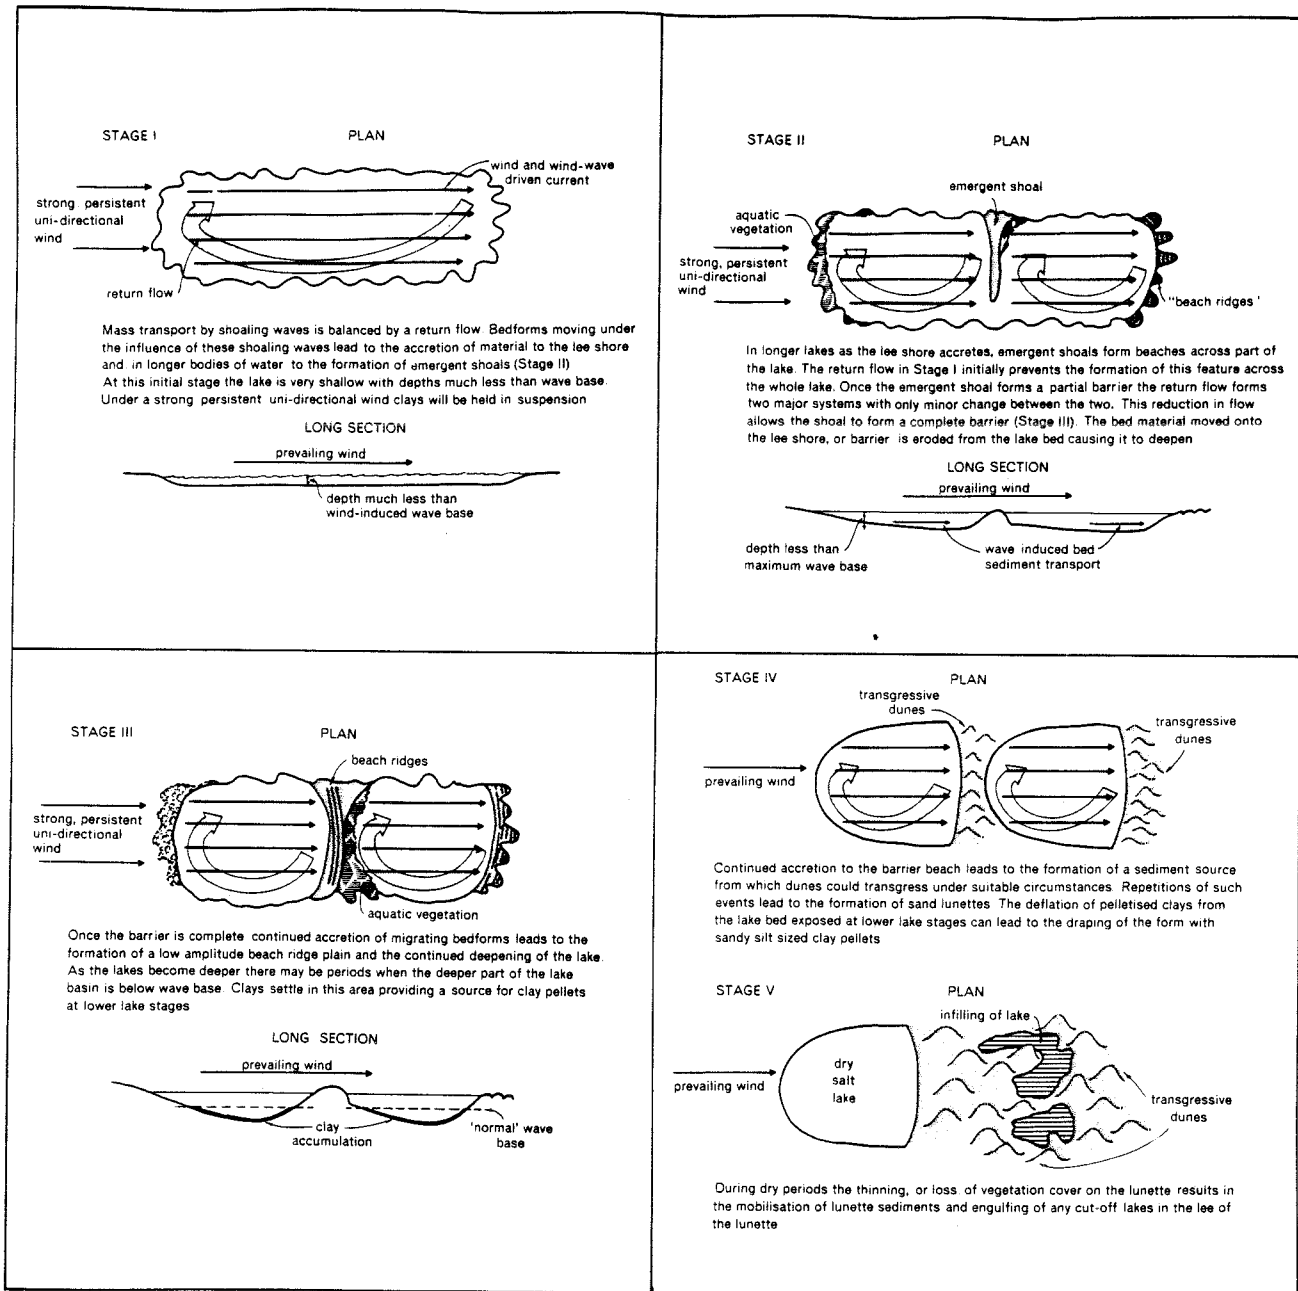 STAGE I
PLAN
wind and wind-wave
driven current
strong, persistent
uni-directional
wind
return flow
Mass transport by shoaling waves is balanced by a return flow. Bedforms moving under
the influence of these shoaling waves lead to the accretion of material to the lee shore
and in longer bodies of water to the formation of emergent shoals (Stage II)
At this initial stage the lake is very shallow with depths much less than wave base.
Under a strong persistent uni-directional wind clays will be held in suspension
LONG SECTION
prevailing wind
depth much less than
wind-induced wave base
STAGE II
PLAN
emergent shoal
aquatic
vegetation
strong, persistent
uni-directional
wind
"beach ridges'
In longer lakes as the lee shore accretes, emergent shoals form beaches across part of
the lake. The return flow in Stage I initially prevents the formation of this feature across
the whole lake. Once the emergent shoal forms a partial barrier the return flow forms
two major systems with only minor change between the two. This reduction in flow
allows the shoal to form a complete barrier (Stage III). The bed material moved onto
the lee shore, or barrier is eroded from the lake bed causing it to deepen
LONG SECTION
prevailing wind
depth less than
maximum wave base
wave induced bed
sediment transport
STAGE III
PLAN
beach ridges
strong, persistent
uni-directional
wind
aquatic vegetation
Once the barrier is complete continued accretion of migrating bedforms leads to the
formation of a low amplitude beach ridge plain and the continued deepening of the lake.
As the lakes become deeper there may be periods when the deeper part of the lake
basin is below wave base. Clays settle in this area providing a source for clay pellets
at lower lake stages
LONG SECTION
prevailing wind
clay
accumulation
'normal' wave
base
STAGE IV
PLAN
transgressive
dunes
transgressive
dunes
prevailing wind
Continued accretion to the barrier beach leads to the formation of a sediment source
from which dunes could transgress under suitable circumstances. Repetitions of such
events lead to the formation of sand lunettes The deflation of pelletised clays from
the lake bed exposed at lower lake stages can lead to the draping of the form with
sandy silt sized clay pellets
STAGE V
PLAN
infilling of lake
dry
salt
lake
prevailing wind
transgressive
dunes
During dry periods the thinning, or loss of vegetation cover on the lunette results in
the mobilisation of lunette sediments and engulfing of any cut-off lakes in the lee of
the lunette